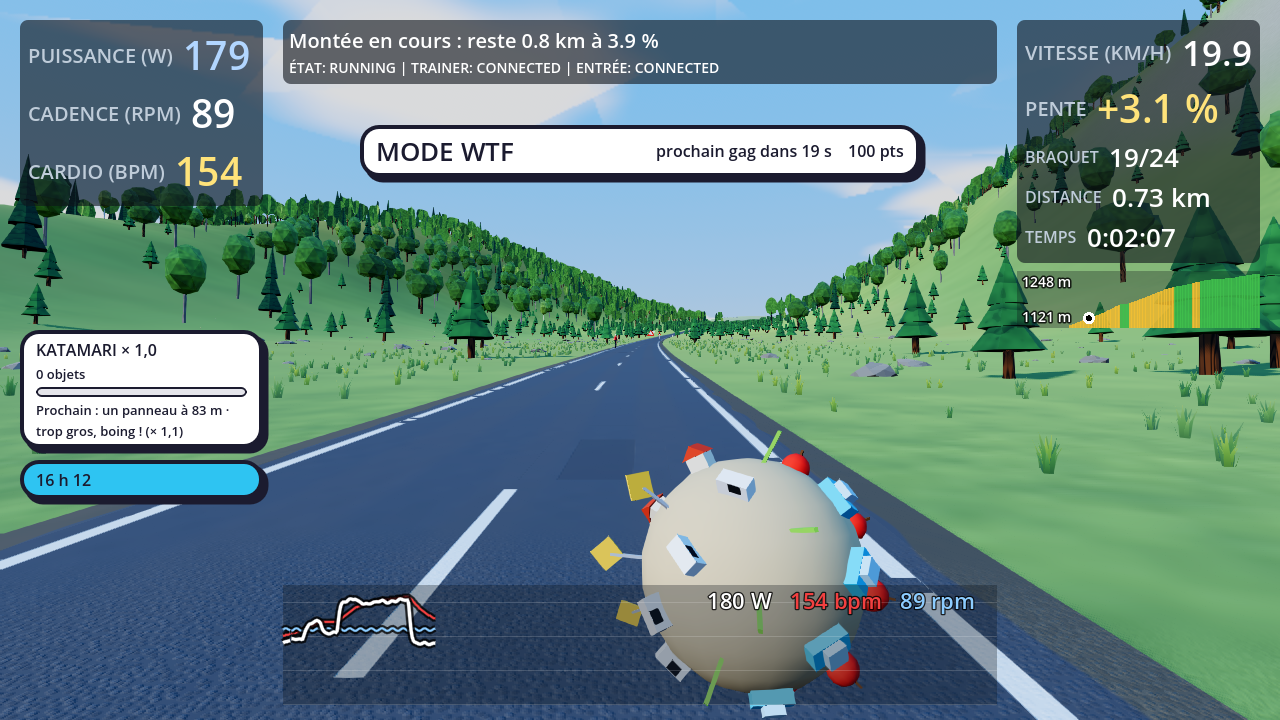 PUISSANCE (W) 179
CADENCE (RPM) 89
CARDIO (BPM) 154
Montée en cours : reste 0.8 km à 3.9 %
ÉTAT: RUNNING | TRAINER: CONNECTED | ENTRÉE: CONNECTED
MODE WTF prochain gag dans 19 s 100 pts
VITESSE (KM/H) 19.9
PENTE +3.1 %
BRAQUET 19/24
DISTANCE 0.73 km
TEMPS 0:02:07
1248 m
1121 m
KATAMARI × 1,0
0 objets
Prochain : un panneau à 83 m ·
trop gros, boing ! (× 1,1)
16 h 12
180 W 154 bpm 89 rpm